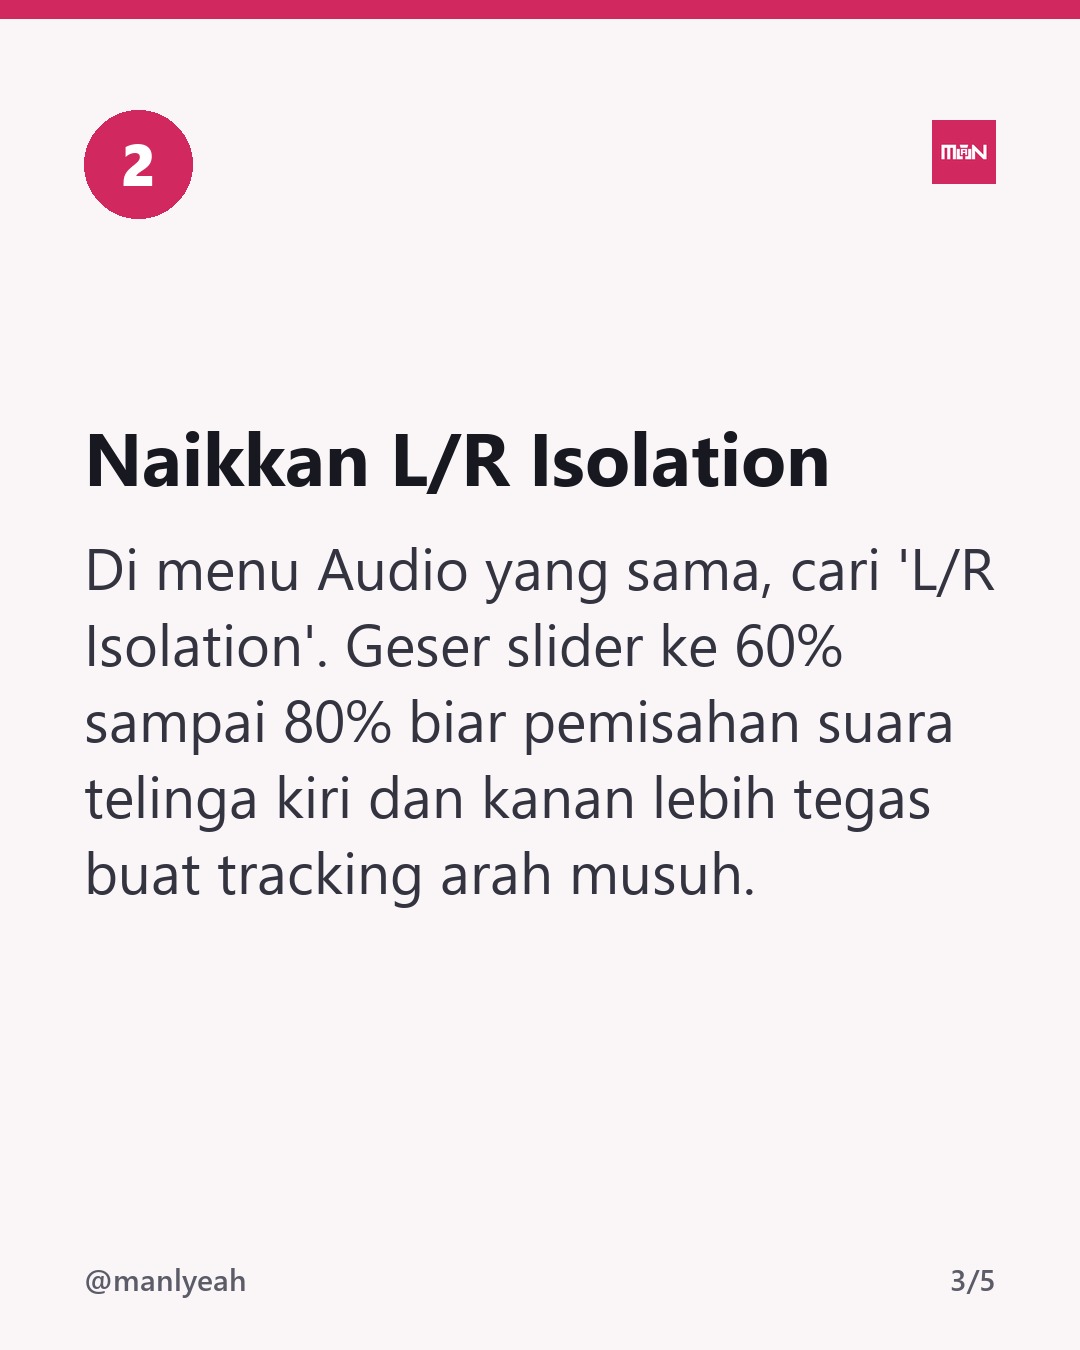 2
MLAJN
Naikkan L/R Isolation
Di menu Audio yang sama, cari 'L/R
Isolation'. Geser slider ke 60%
sampai 80% biar pemisahan suara
telinga kiri dan kanan lebih tegas
buat tracking arah musuh.
@manlyeah
3/5